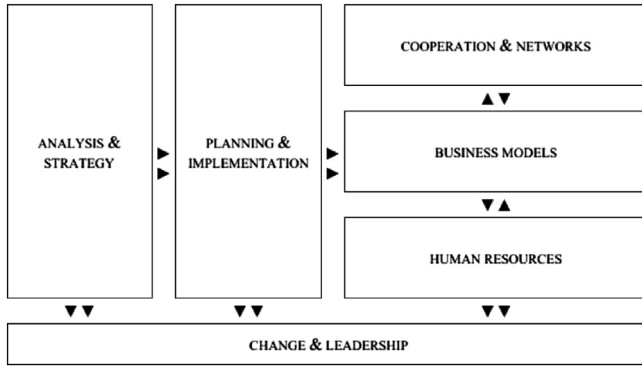 COOPERATION & NETWORKS
ANALYSIS &
STRATEGY
PLANNING &
IMPLEMENTATION
BUSINESS MODELS
HUMAN RESOURCES
CHANGE & LEADERSHIP